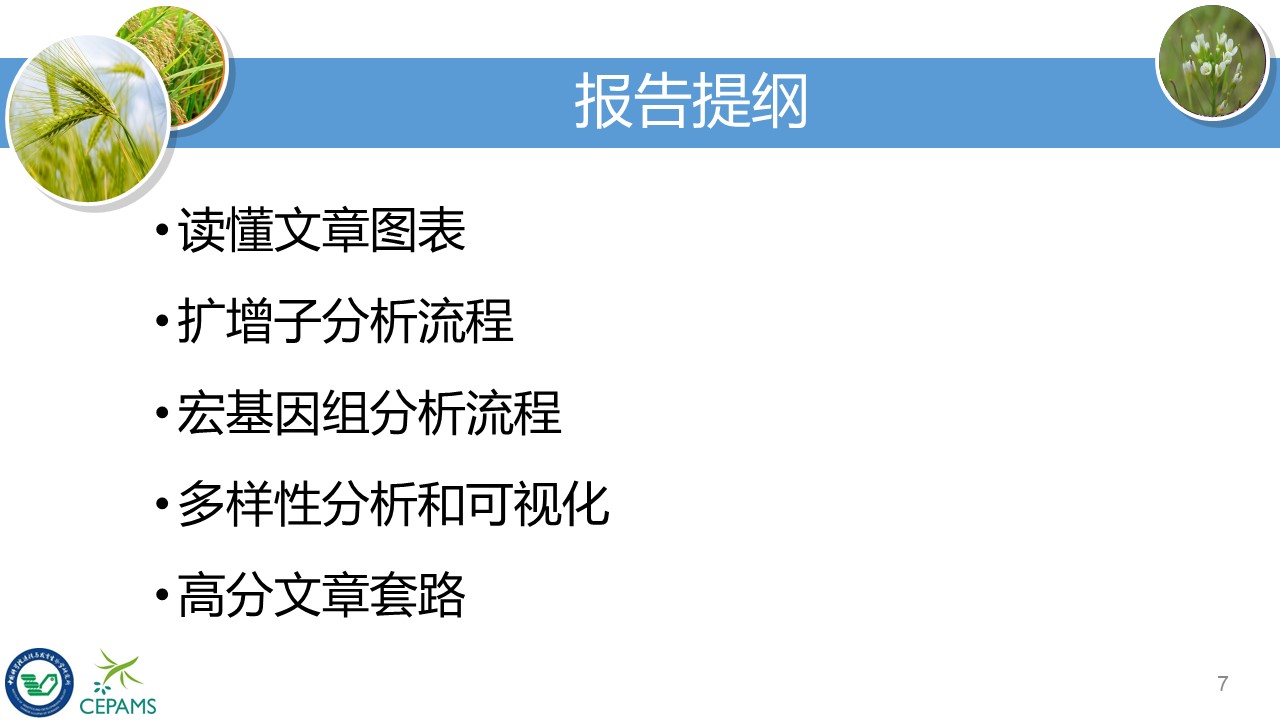 报告提纲
•读懂文章图表
•扩增子分析流程
•宏基因组分析流程
•多样性分析和可视化
•高分文章套路
CEPAMS
7